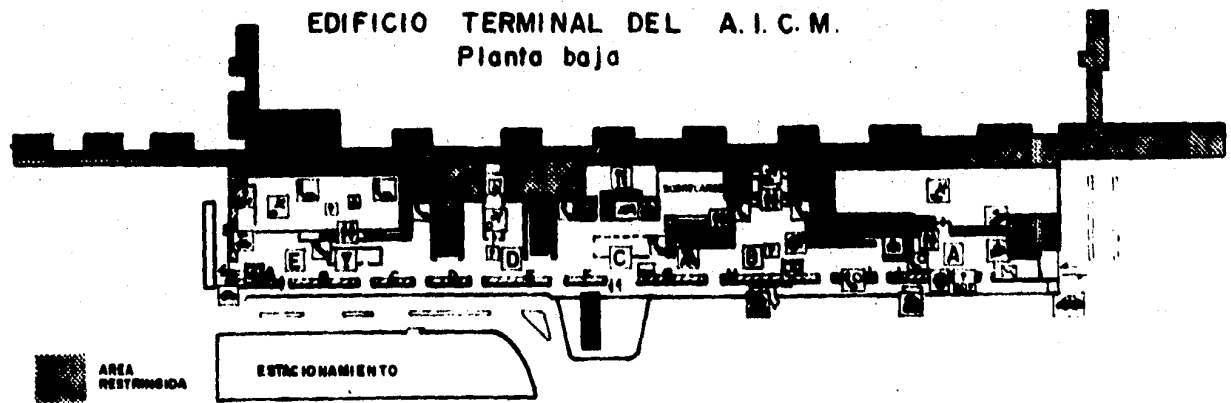 EDIFICIO TERMINAL DEL A.I.C.M.
Planta baja
E
D
C
B
A
AREA
RESTRINGIDA
ESTACIONAMIENTO